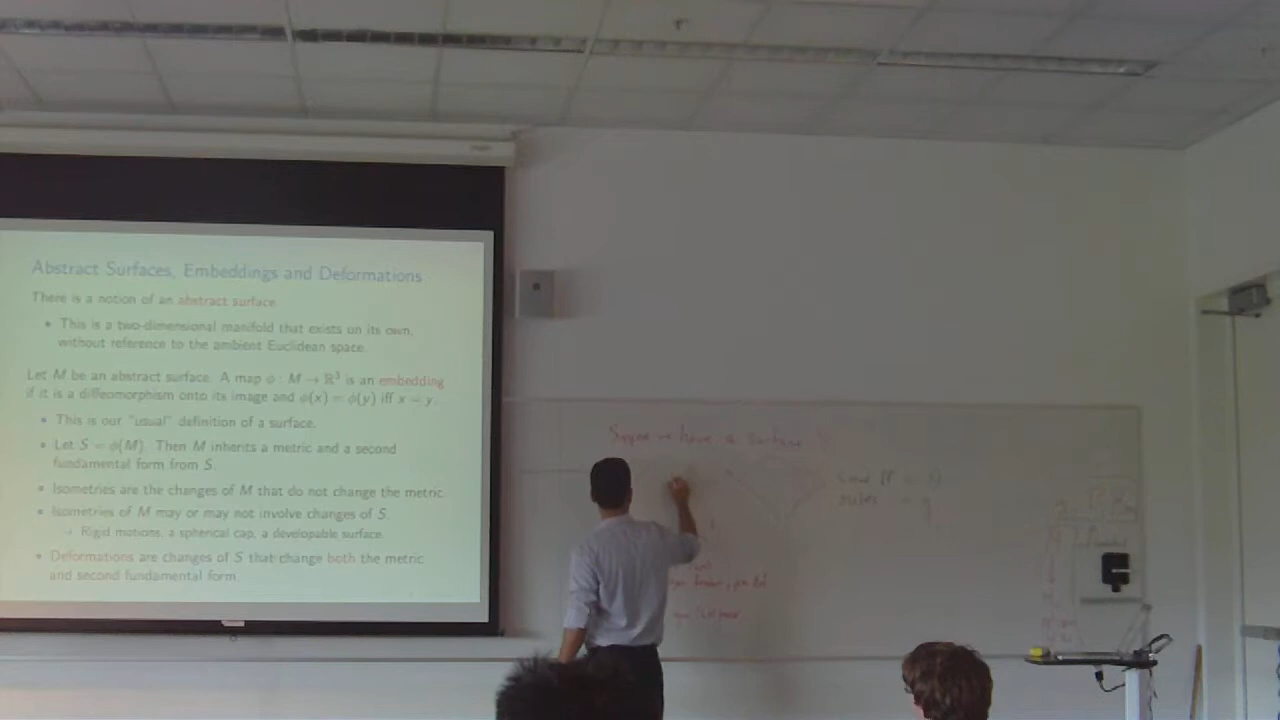 Abstract Surfaces, Embeddings and Deformations
There is a notion of an abstract surface
• This is a two-dimensional manifold that exists on its own,
without reference to the ambient Euclidean space.
Let M be an abstract surface. A map ϕ : M → ℝ³ is an embedding
if it is a diffeomorphism onto its image and ϕ(x) = ϕ(y) iff x = y.
• This is our "usual" definition of a surface.
• Let S = ϕ(M). Then M inherits a metric and a second
fundamental form from S.
• Isometries are the changes of M that do not change the metric.
• Isometries of M may or may not involve changes of S.
→ Rigid motions, a spherical cap, a developable surface.
• Deformations are changes of S that change both the metric
and second fundamental form
Suppose we have a surface